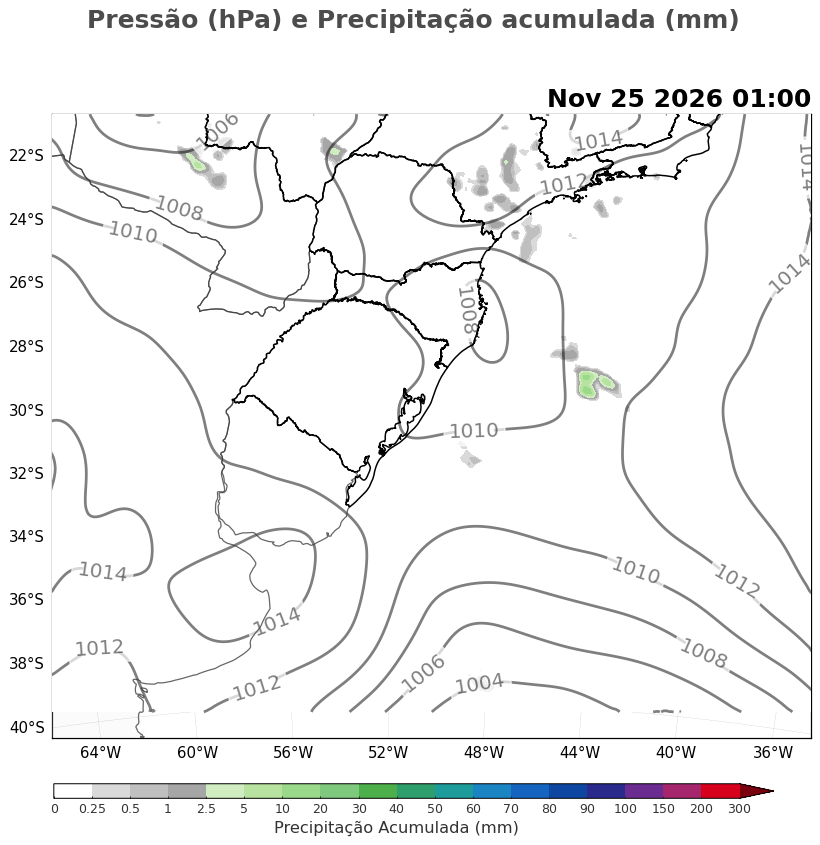 Pressão (hPa) e Precipitação acumulada (mm)
Nov 25 2026 01:00
1006
1014
1014
22°S
1012
1008
24°S
1010
1014
26°S
1008
28°S
30°S
1010
32°S
34°S
1014
1010
1012
36°S
1014
1012
1008
38°S
1006
1004
1012
40°S
64°W 60°W 56°W 52°W 48°W 44°W 40°W 36°W
0 0.25 0.5 1 2.5 5 10 20 30 40 50 60 70 80 90 100 150 200 300
Precipitação Acumulada (mm)